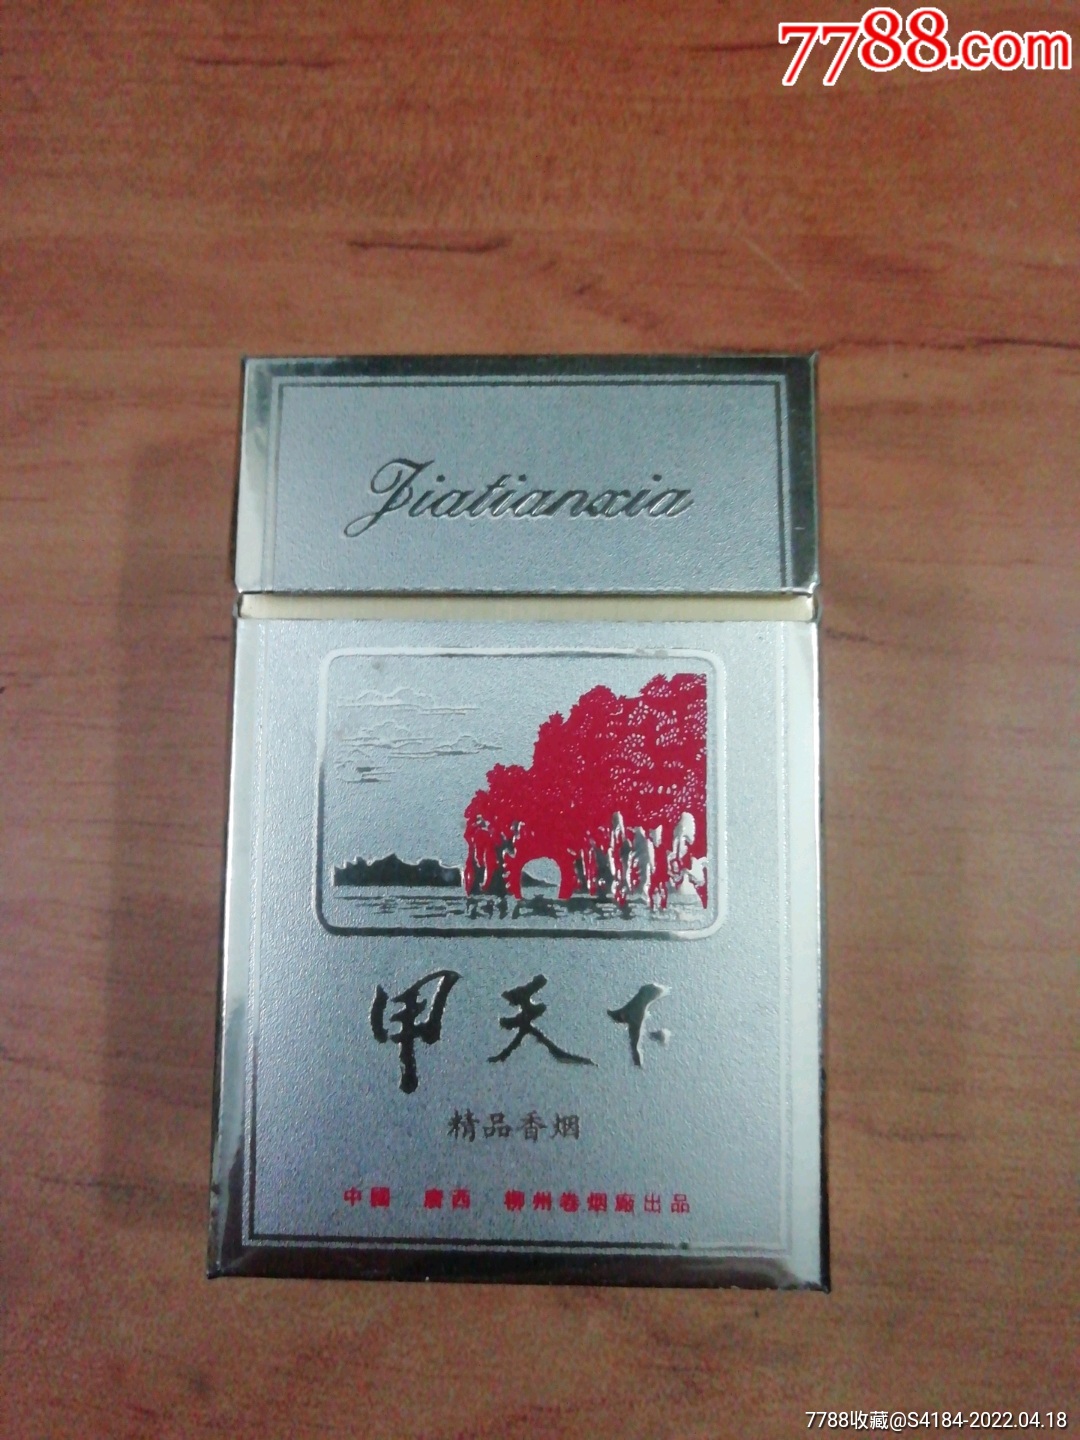 7788.com
Jiatianxia
甲天下
精品香烟
中國 廣西 柳州卷烟廠出品
7788收藏@S4184-2022.04.18